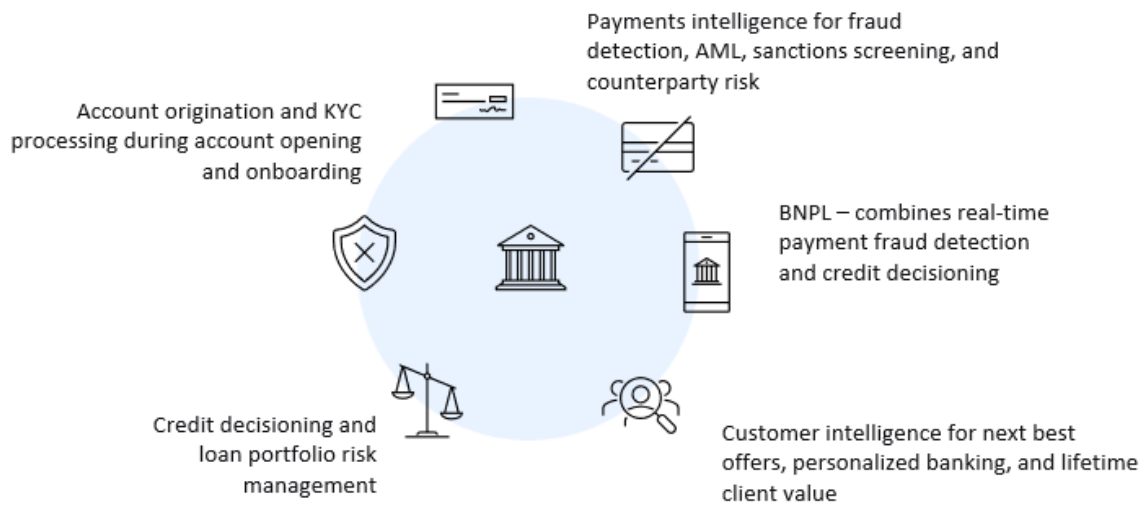 Payments intelligence for fraud
detection, AML, sanctions screening, and
counterparty risk
Account origination and KYC
processing during account opening
and onboarding
BNPL – combines real-time
payment fraud detection
and credit decisioning
Credit decisioning and
loan portfolio risk
management
Customer intelligence for next best
offers, personalized banking, and lifetime
client value